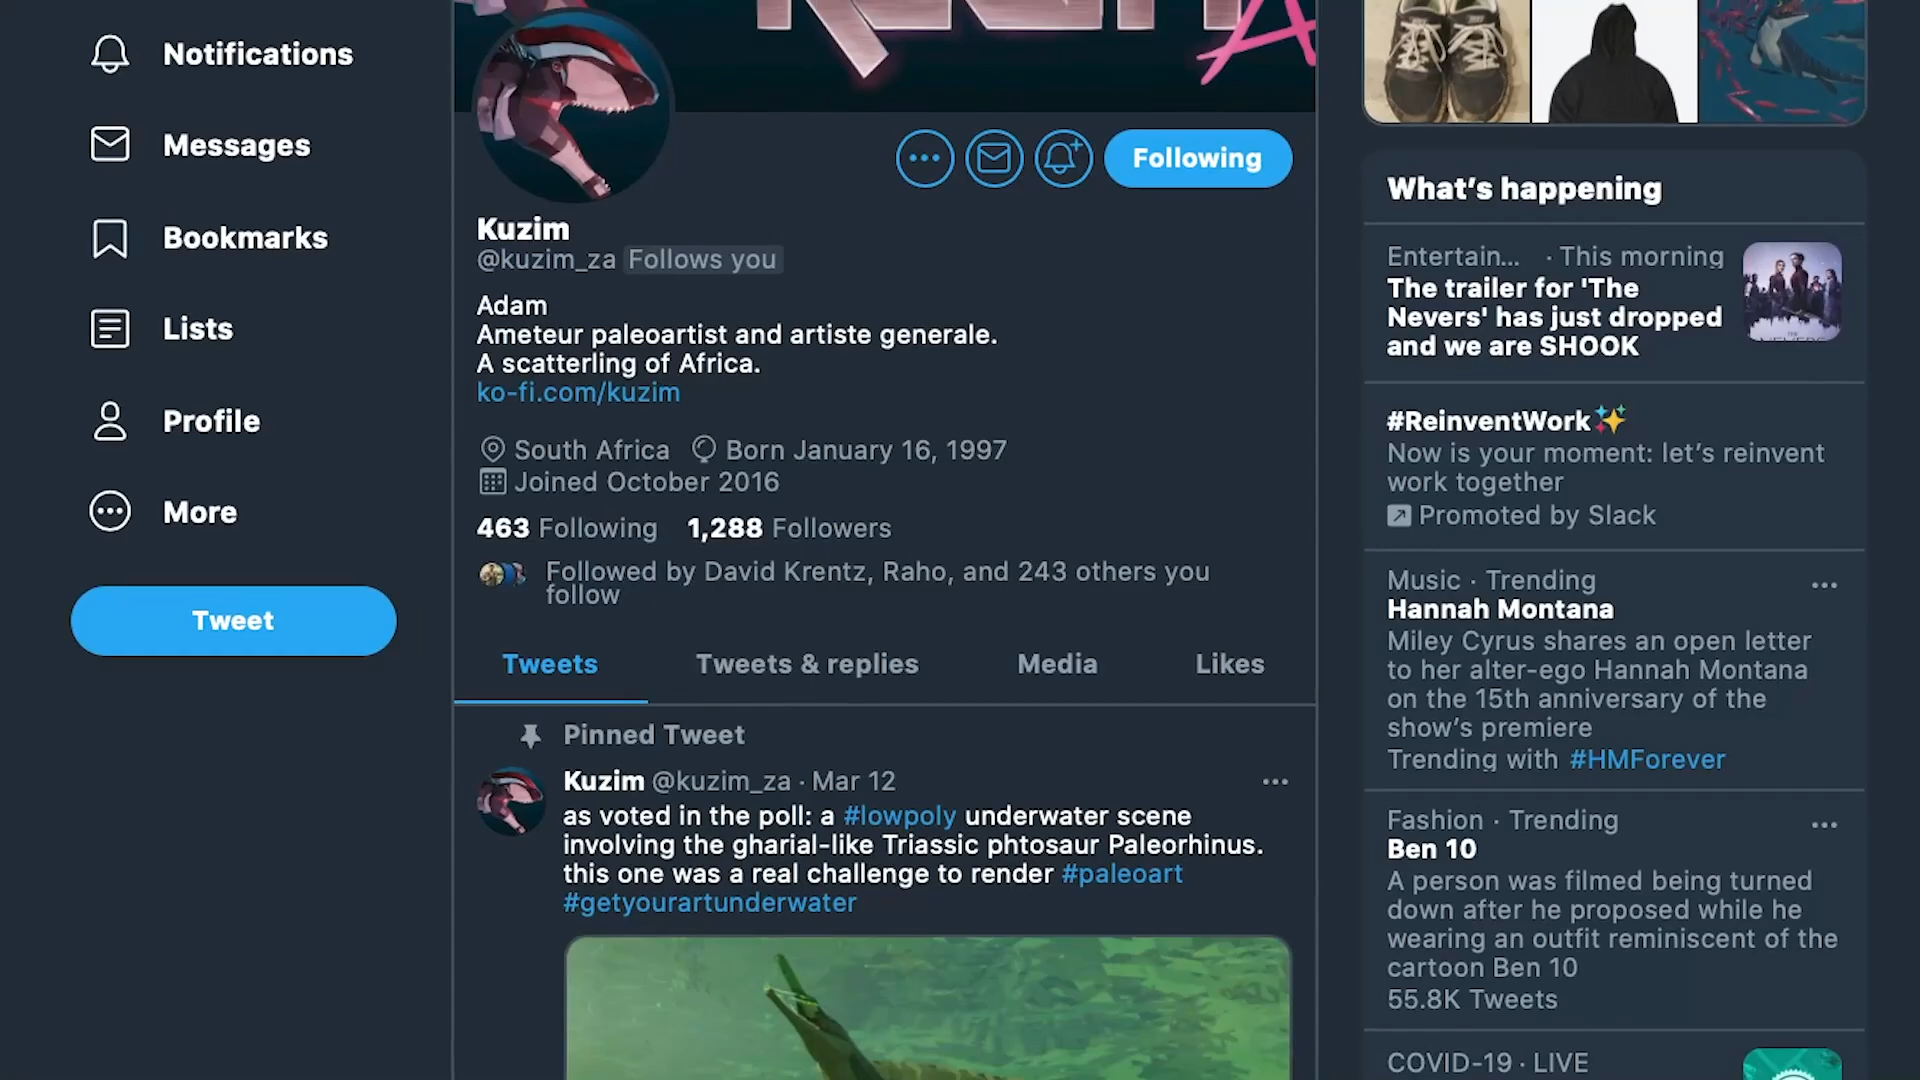 Notifications
Messages
Bookmarks
Lists
Profile
More
Tweet
Following
Kuzim
@kuzim_za Follows you
Adam
Ameteur paleoartist and artiste generale.
A scatterling of Africa.
ko-fi.com/kuzim
South Africa Born January 16, 1997
Joined October 2016
463 Following 1,288 Followers
Followed by David Krentz, Raho, and 243 others you
follow
Tweets Tweets & replies Media Likes
Pinned Tweet
Kuzim @kuzim_za · Mar 12
as voted in the poll: a #lowpoly underwater scene
involving the gharial-like Triassic phtosaur Paleorhinus.
this one was a real challenge to render #paleoart
#getyourartunderwater
What's happening
Entertain... · This morning
The trailer for 'The
Nevers' has just dropped
and we are SHOOK
#ReinventWork✨
Now is your moment: let's reinvent
work together
Promoted by Slack
Music · Trending
Hannah Montana
Miley Cyrus shares an open letter
to her alter-ego Hannah Montana
on the 15th anniversary of the
show's premiere
Trending with #HMForever
Fashion · Trending
Ben 10
A person was filmed being turned
down after he proposed while he
wearing an outfit reminiscent of the
cartoon Ben 10
55.8K Tweets
COVID-19 · LIVE